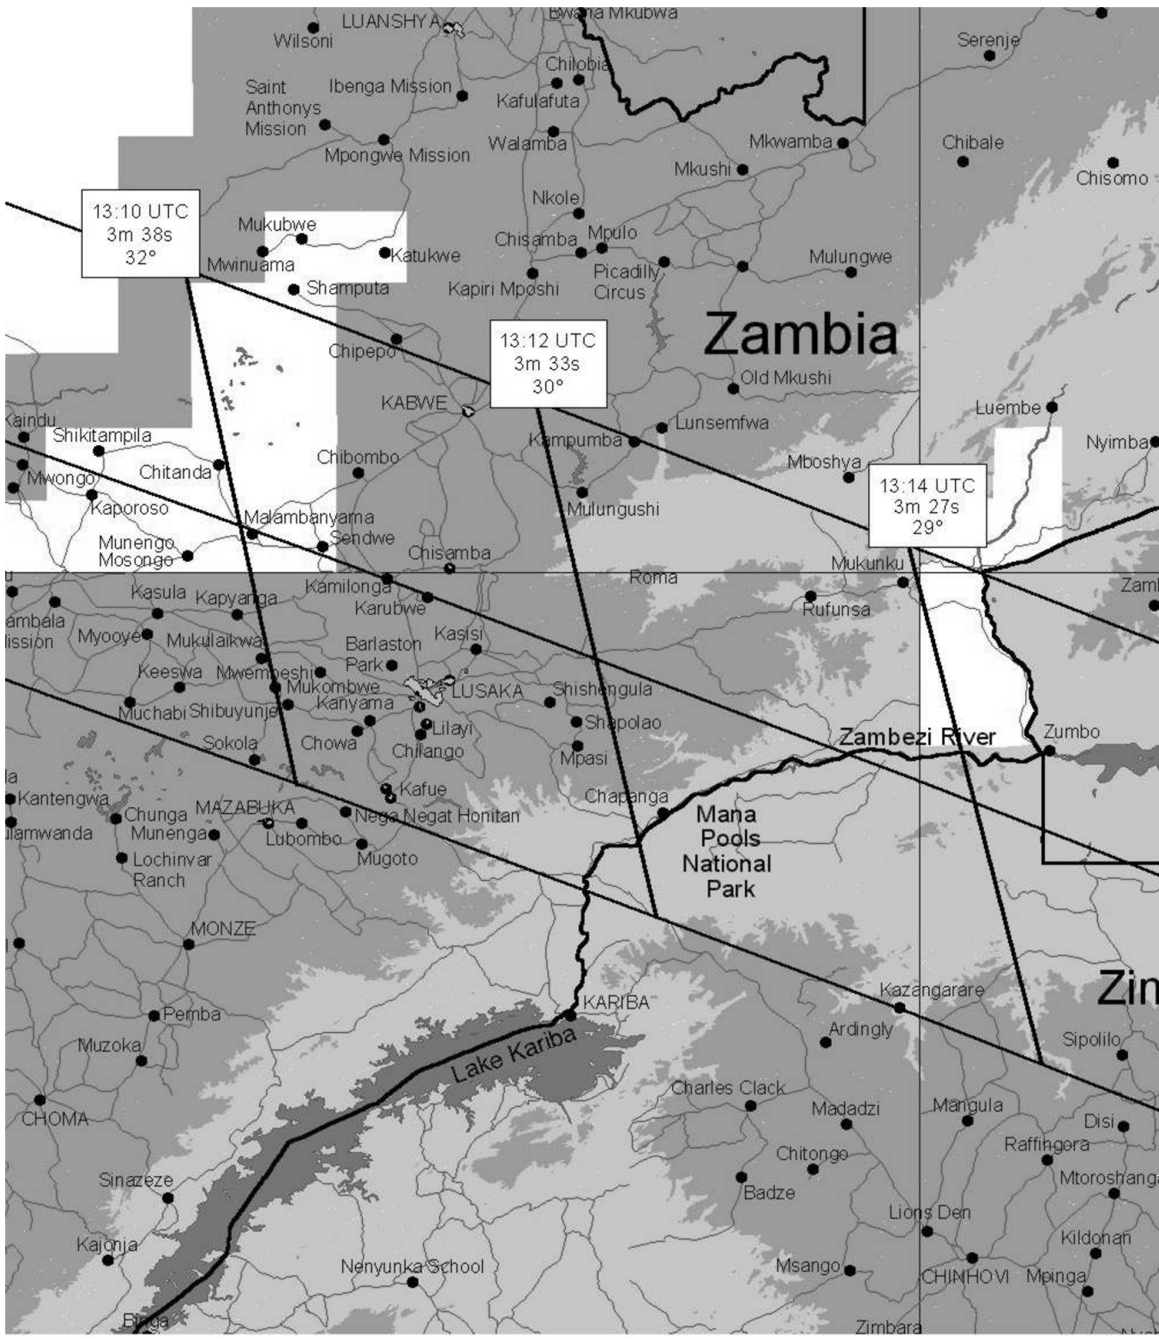 Bwana Mkubwa
LUANSHYA
Wilsoni
Serenje
Chilobia
Saint
Anthonys
Mission
Ibenga Mission
Kafulafuta
Walamba
Mkwamba
Chibale
Mpongwe Mission
Mkushi
Chisomo
Nkole
13:10 UTC
3m 38s
32°
Mukubwe
Mwinuama
Katukwe
Chisamba
Mpulo
Picadilly
Circus
Mulungwe
Kapiri Mposhi
Shamputa
Zambia
13:12 UTC
3m 33s
30°
Chipepo
Old Mkushi
KABWE
Luembe
Kaindu
Shikitampila
Lunsemfwa
Kampumba
Nyimba
Mwongo
Chitanda
Chibombo
Mboshya
13:14 UTC
3m 27s
29°
Kaporoso
Mulungushi
Malambanyama
Sendwe
Munengo
Mosongo
Chisamba
Mukunku
Kamilonga
Roma
Kasula
Kapyanga
Karubwe
Rufunsa
Myooye
Mukulaikwa
Kasisi
Barlaston
Park
Keeswa
Mwembeshi
Mukombwe
LUSAKA
Shishengula
Muchabi
Shibuyunje
Kanyama
Lilayi
Shapolao
Sokola
Chowa
Chilango
Mpasi
Zambezi River
Zumbo
Kafue
Kantengwa
Chunga
MAZABUKA
Nega Negat Honitan
Chapanga
Mana
Pools
National
Park
Munenga
Lubombo
Mugoto
Lochinvar
Ranch
MONZE
Kazangarare
Zin
KARIBA
Pemba
Ardingly
Muzoka
Lake Kariba
Sipolilo
Charles Clack
CHOMA
Madadzi
Mangula
Disi
Raffingora
Chitongo
Sinazeze
Badze
Mtoroshanga
Lions Den
Kajonja
Kildonan
Nenyunka School
Msango
CHINHOVI
Mpinga
Binga
Zimbara